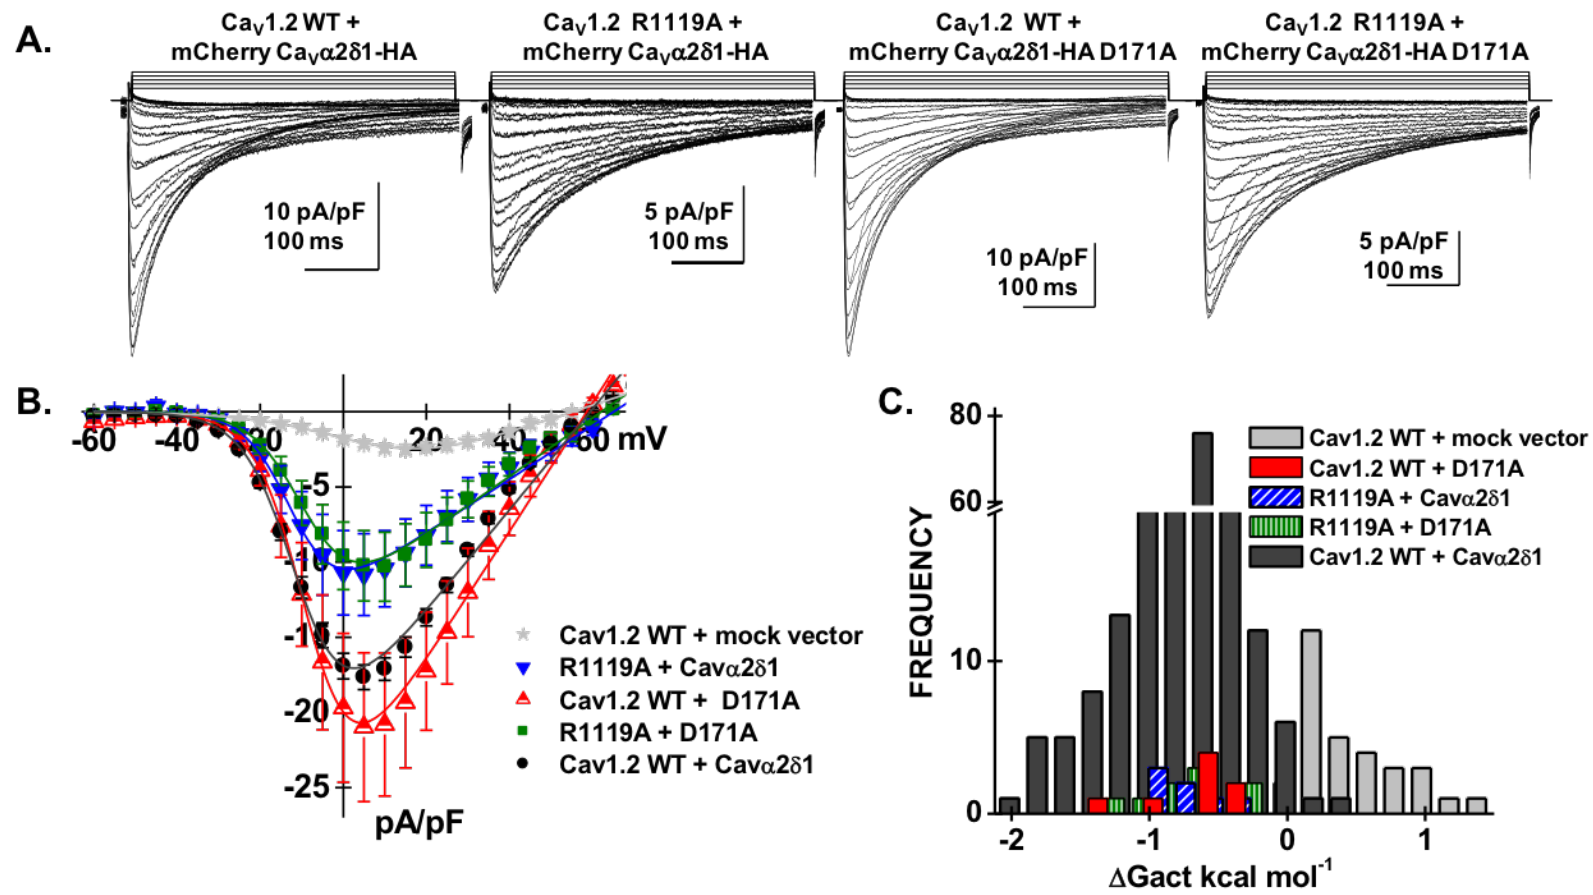 A.
Cav1.2 WT +
mCherry Cavα2δ1-HA
Cav1.2 R1119A +
mCherry Cavα2δ1-HA
Cav1.2 WT +
mCherry Cavα2δ1-HA D171A
Cav1.2 R1119A +
mCherry Cavα2δ1-HA D171A
10 pA/pF
100 ms
5 pA/pF
100 ms
10 pA/pF
100 ms
5 pA/pF
100 ms
B.
-60 -40 -20 20 40 60 mV
-5
-10
-15
-20
-25
pA/pF
Cav1.2 WT + mock vector
R1119A + Cavα2δ1
Cav1.2 WT + D171A
R1119A + D171A
Cav1.2 WT + Cavα2δ1
C.
80
60
10
0
FREQUENCY
Cav1.2 WT + mock vector
Cav1.2 WT + D171A
R1119A + Cavα2δ1
R1119A + D171A
Cav1.2 WT + Cavα2δ1
-2 -1 0 1
ΔGact kcal mol⁻¹